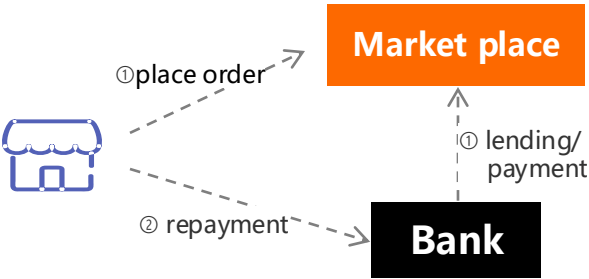 Market place
①place order
① lending/
payment
② repayment
Bank